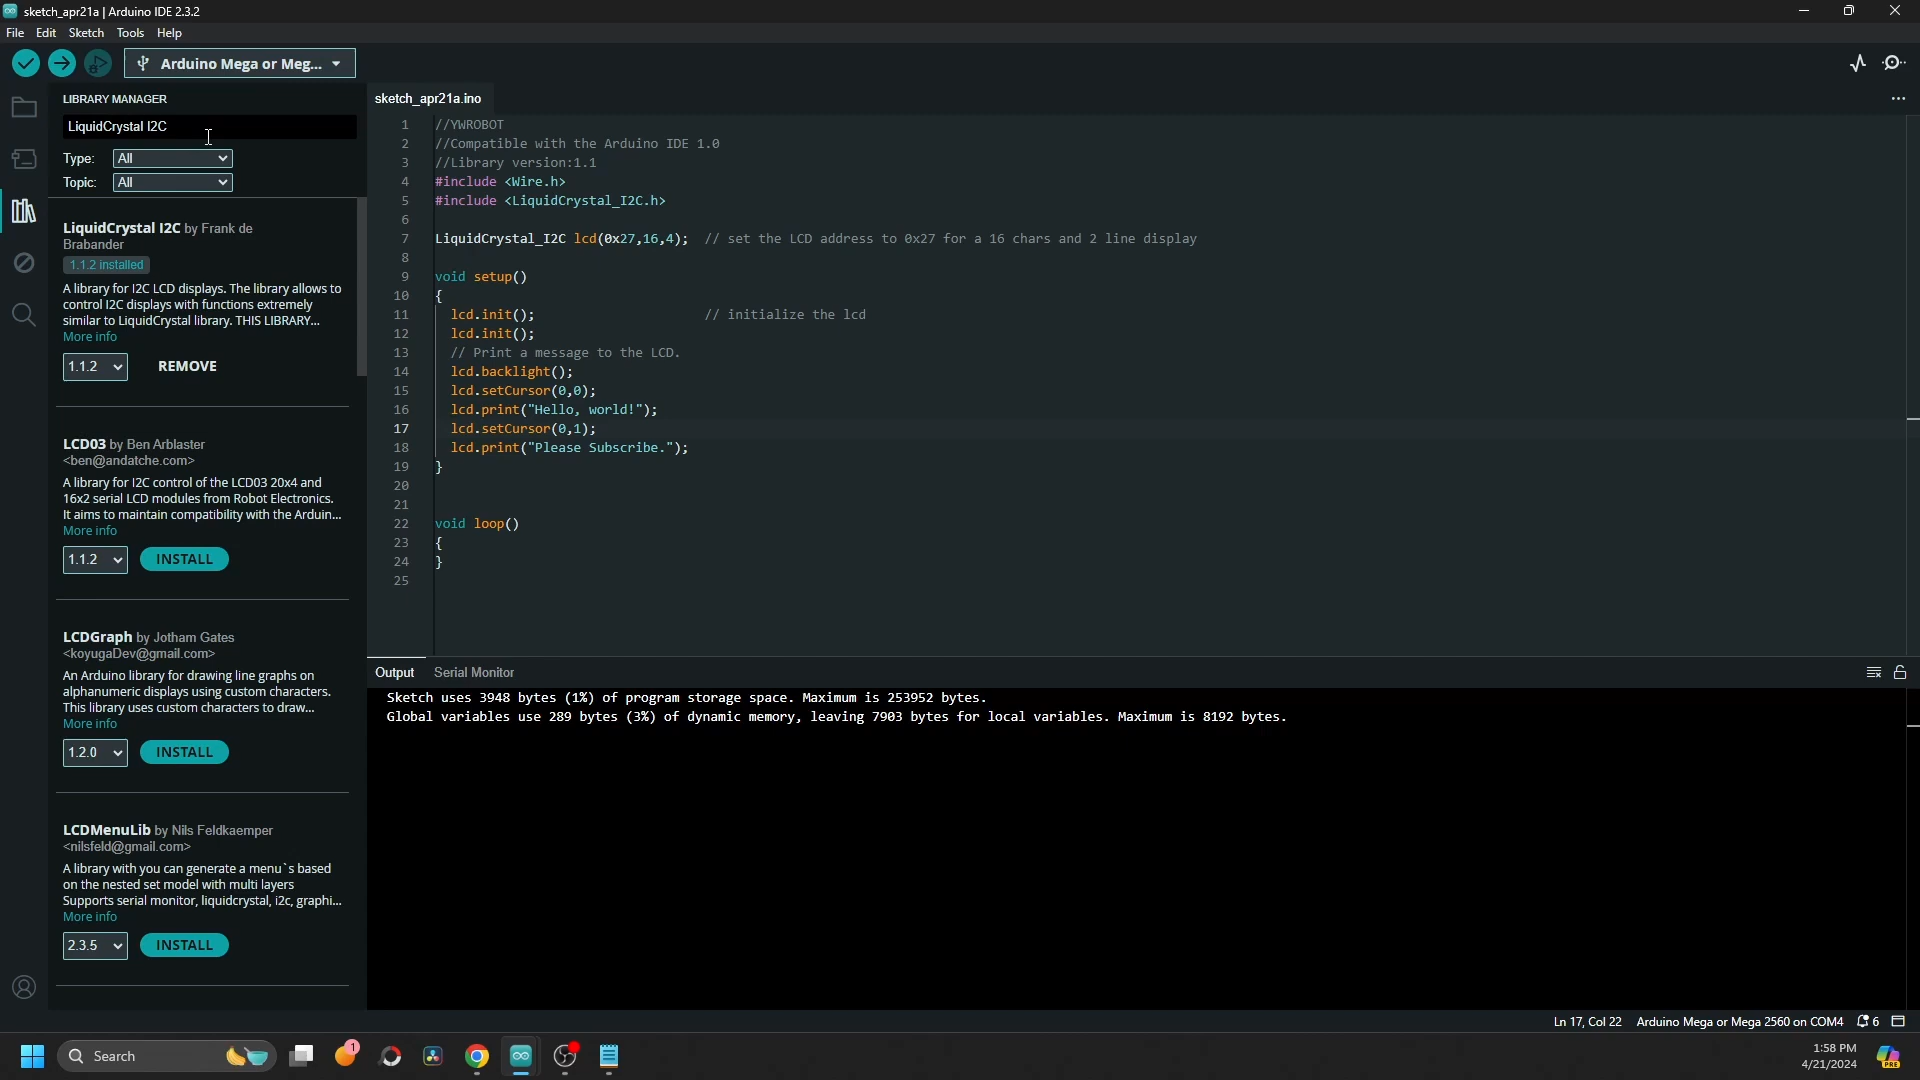 sketch_apr21a | Arduino IDE 2.3.2
File Edit Sketch Tools Help
Arduino Mega or Meg...
LIBRARY MANAGER
LiquidCrystal I2C
Type: All
Topic: All
LiquidCrystal I2C by Frank de
Brabander
1.1.2 installed
A library for I2C LCD displays. The library allows to
control I2C displays with functions extremely
similar to LiquidCrystal library. THIS LIBRARY...
More info
1.1.2 REMOVE
LCD03 by Ben Arblaster
<ben@andatche.com>
A library for I2C control of the LCD03 20x4 and
16x2 serial LCD modules from Robot Electronics.
It aims to maintain compatibility with the Arduin...
More info
1.1.2 INSTALL
LCDGraph by Jotham Gates
<koyugaDev@gmail.com>
An Arduino library for drawing line graphs on
alphanumeric displays using custom characters.
This library uses custom characters to draw...
More info
1.2.0 INSTALL
LCDMenuLib by Nils Feldkaemper
<nilsfeld@gmail.com>
A library with you can generate a menu`s based
on the nested set model with multi layers
Supports serial monitor, liquidcrystal, i2c, graphi...
More info
2.3.5 INSTALL
sketch_apr21a.ino
1 //YWROBOT
2 //Compatible with the Arduino IDE 1.0
3 //Library version:1.1
4 #include <Wire.h>
5 #include <LiquidCrystal_I2C.h>
6
7 LiquidCrystal_I2C lcd(0x27,16,4); // set the LCD address to 0x27 for a 16 chars and 2 line display
8
9 void setup()
10 {
11 lcd.init(); // initialize the lcd
12 lcd.init();
13 // Print a message to the LCD.
14 lcd.backlight();
15 lcd.setCursor(0,0);
16 lcd.print("Hello, world!");
17 lcd.setCursor(0,1);
18 lcd.print("Please Subscribe.");
19 }
20
21
22 void loop()
23 {
24 }
25
Output Serial Monitor
Sketch uses 3948 bytes (1%) of program storage space. Maximum is 253952 bytes.
Global variables use 289 bytes (3%) of dynamic memory, leaving 7903 bytes for local variables. Maximum is 8192 bytes.
Ln 17, Col 22 Arduino Mega or Mega 2560 on COM4 6
Search
1
1:58 PM
4/21/2024
PRE